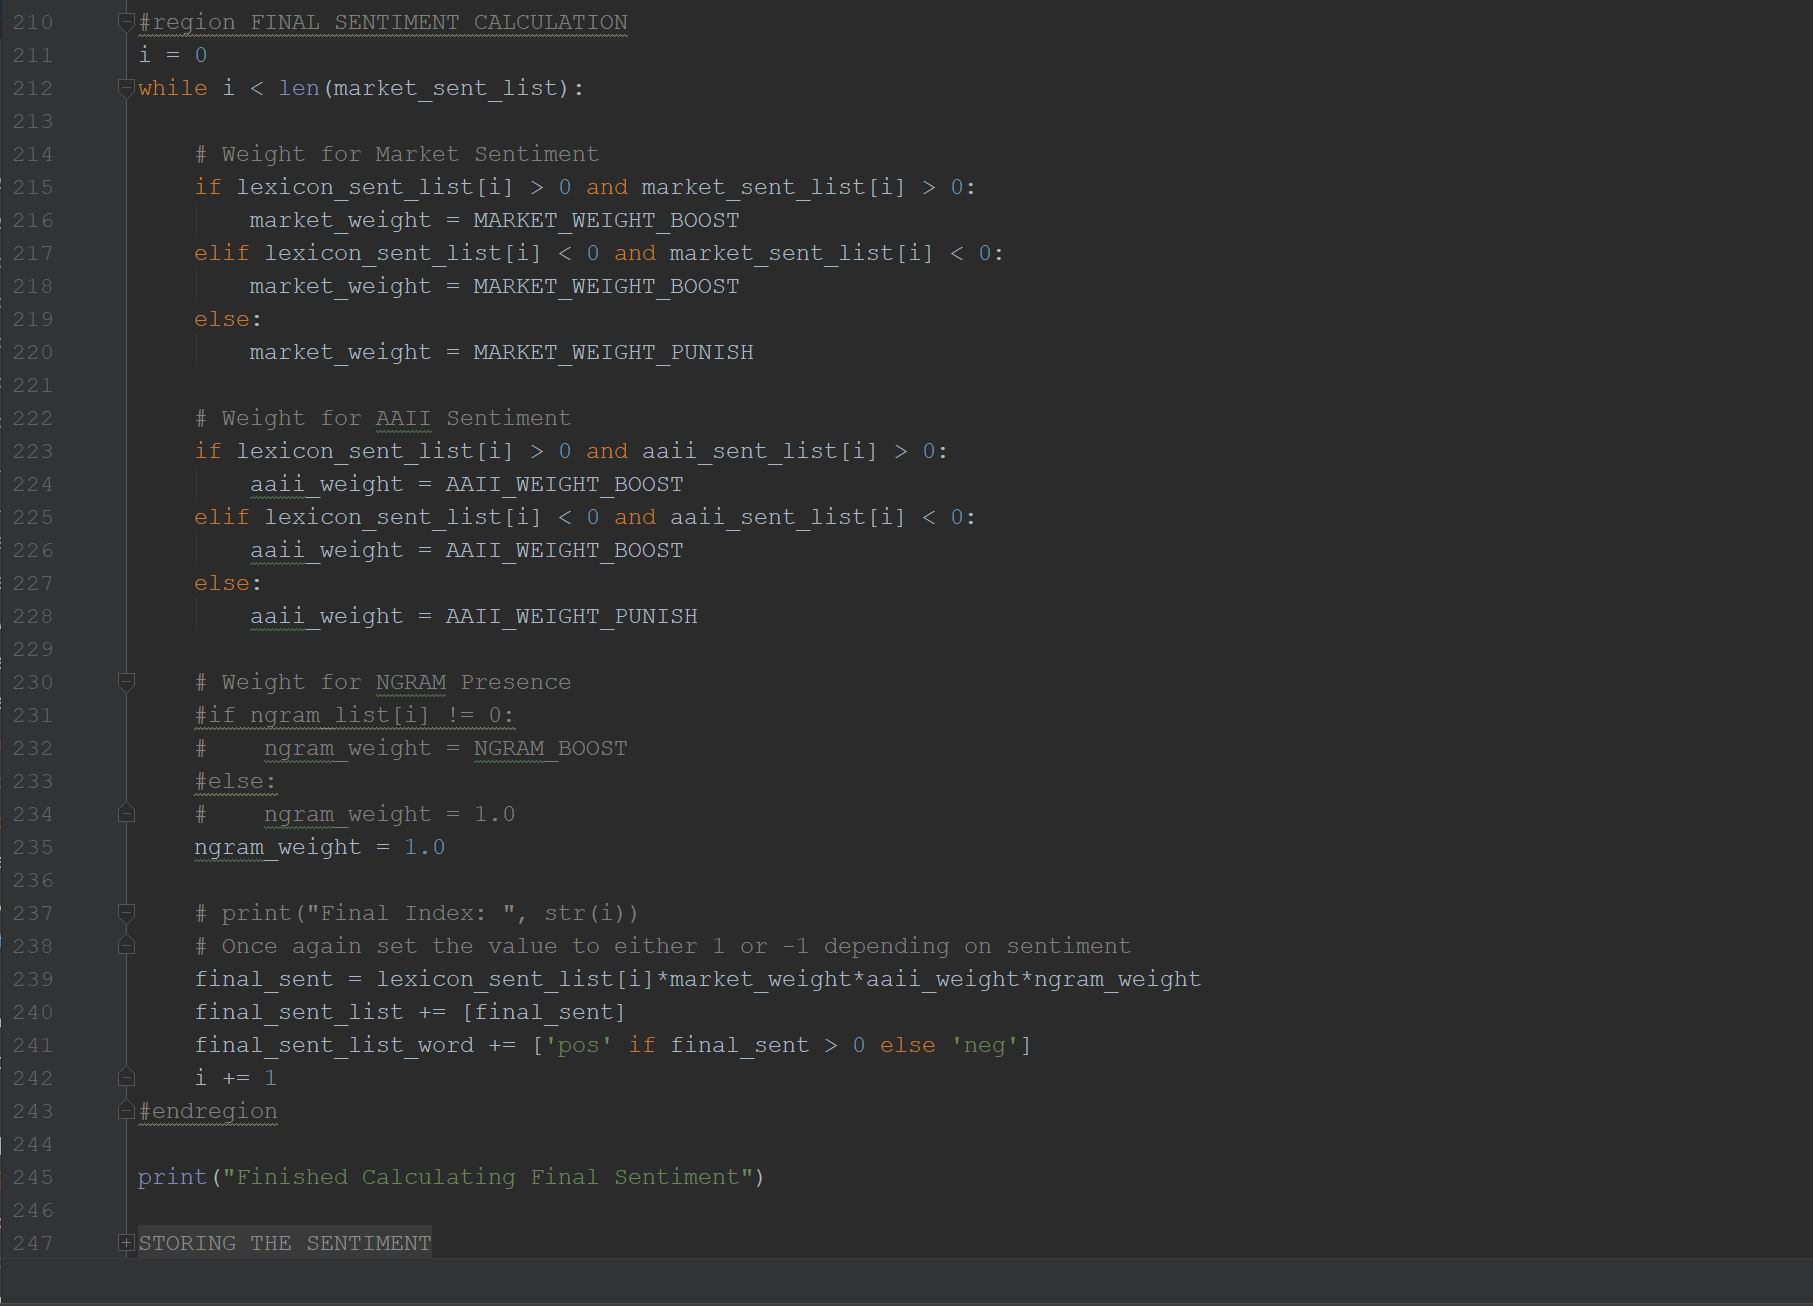 210 #region FINAL SENTIMENT CALCULATION
211 i = 0
212 while i < len(market_sent_list):
213
214     # Weight for Market Sentiment
215     if lexicon_sent_list[i] > 0 and market_sent_list[i] > 0:
216         market_weight = MARKET_WEIGHT_BOOST
217     elif lexicon_sent_list[i] < 0 and market_sent_list[i] < 0:
218         market_weight = MARKET_WEIGHT_BOOST
219     else:
220         market_weight = MARKET_WEIGHT_PUNISH
221
222     # Weight for AAII Sentiment
223     if lexicon_sent_list[i] > 0 and aaii_sent_list[i] > 0:
224         aaii_weight = AAII_WEIGHT_BOOST
225     elif lexicon_sent_list[i] < 0 and aaii_sent_list[i] < 0:
226         aaii_weight = AAII_WEIGHT_BOOST
227     else:
228         aaii_weight = AAII_WEIGHT_PUNISH
229
230     # Weight for NGRAM Presence
231     #if ngram_list[i] != 0:
232     #    ngram_weight = NGRAM_BOOST
233     #else:
234     #    ngram_weight = 1.0
235     ngram_weight = 1.0
236
237     # print("Final Index: ", str(i))
238     # Once again set the value to either 1 or -1 depending on sentiment
239     final_sent = lexicon_sent_list[i]*market_weight*aaii_weight*ngram_weight
240     final_sent_list += [final_sent]
241     final_sent_list_word += ['pos' if final_sent > 0 else 'neg']
242     i += 1
243 #endregion
244
245 print("Finished Calculating Final Sentiment")
246
247 STORING THE SENTIMENT